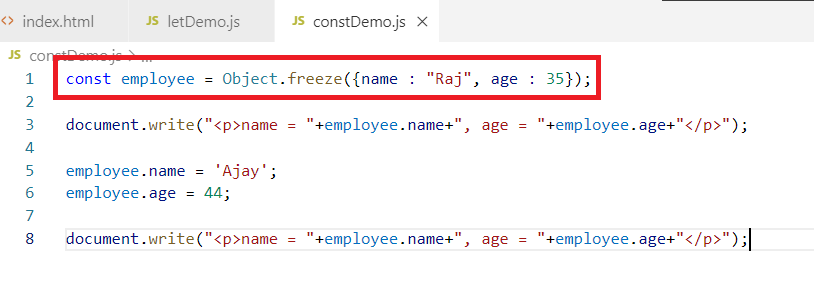 <> index.html JS letDemo.js JS constDemo.js ×
JS constDemo.js > ...
1 const employee = Object.freeze({name : "Raj", age : 35});
2
3 document.write("<p>name = "+employee.name+", age = "+employee.age+"</p>");
4
5 employee.name = 'Ajay';
6 employee.age = 44;
7
8 document.write("<p>name = "+employee.name+", age = "+employee.age+"</p>");